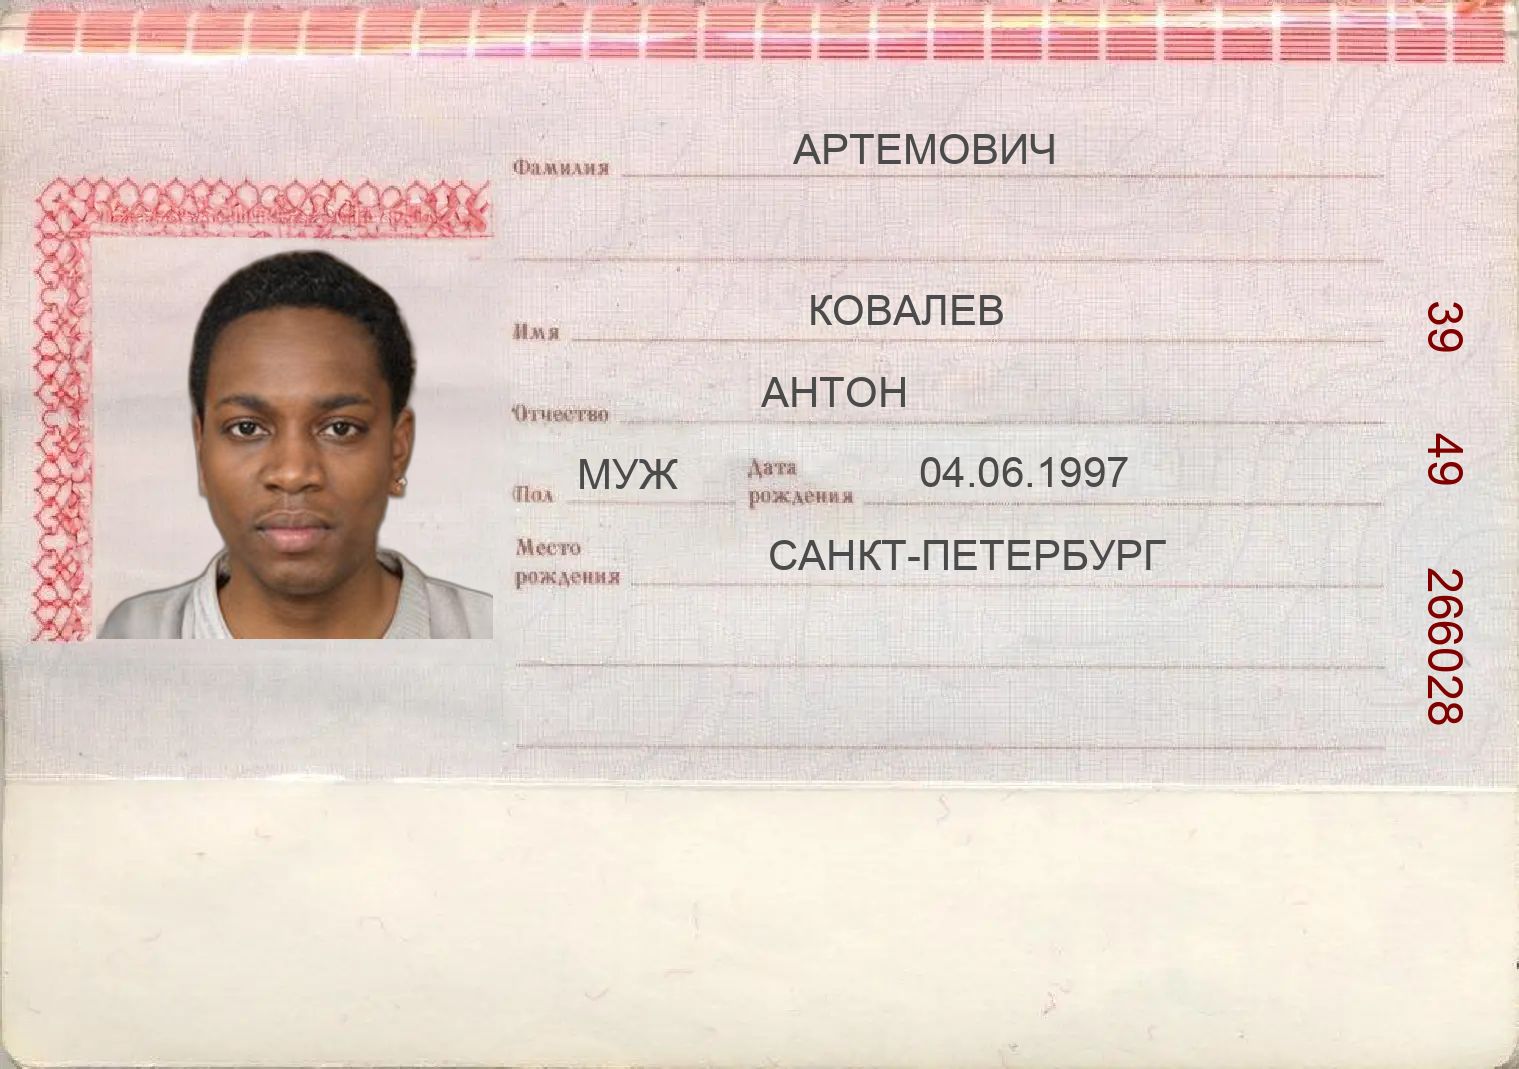 Фамилия АРТЕМОВИЧ
Имя КОВАЛЕВ
Отчество АНТОН
Пол МУЖ Дата рождения 04.06.1997
Место рождения САНКТ-ПЕТЕРБУРГ
39 49 266028